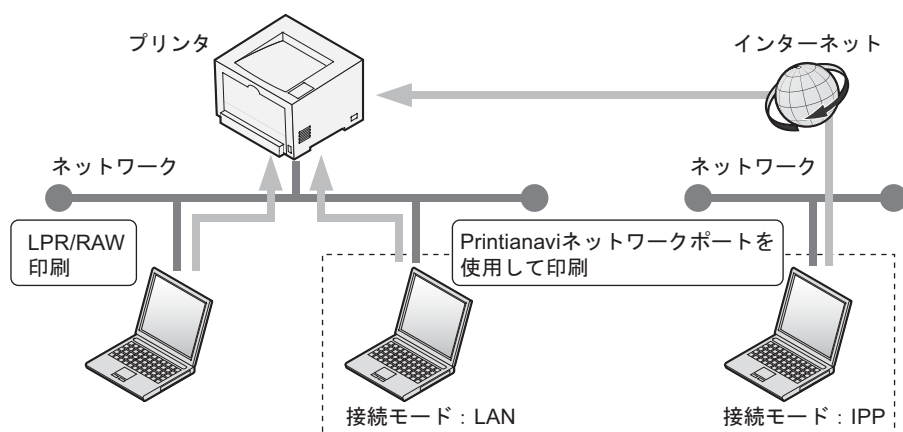 プリンタ
インターネット
ネットワーク
ネットワーク
LPR/RAW
印刷
Printianaviネットワークポートを
使用して印刷
接続モード：LAN
接続モード：IPP